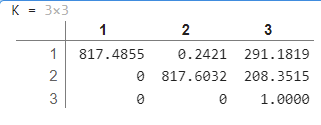 K = 3×3
1 2 3
1 817.4855 0.2421 291.1819
2 0 817.6032 208.3515
3 0 0 1.0000